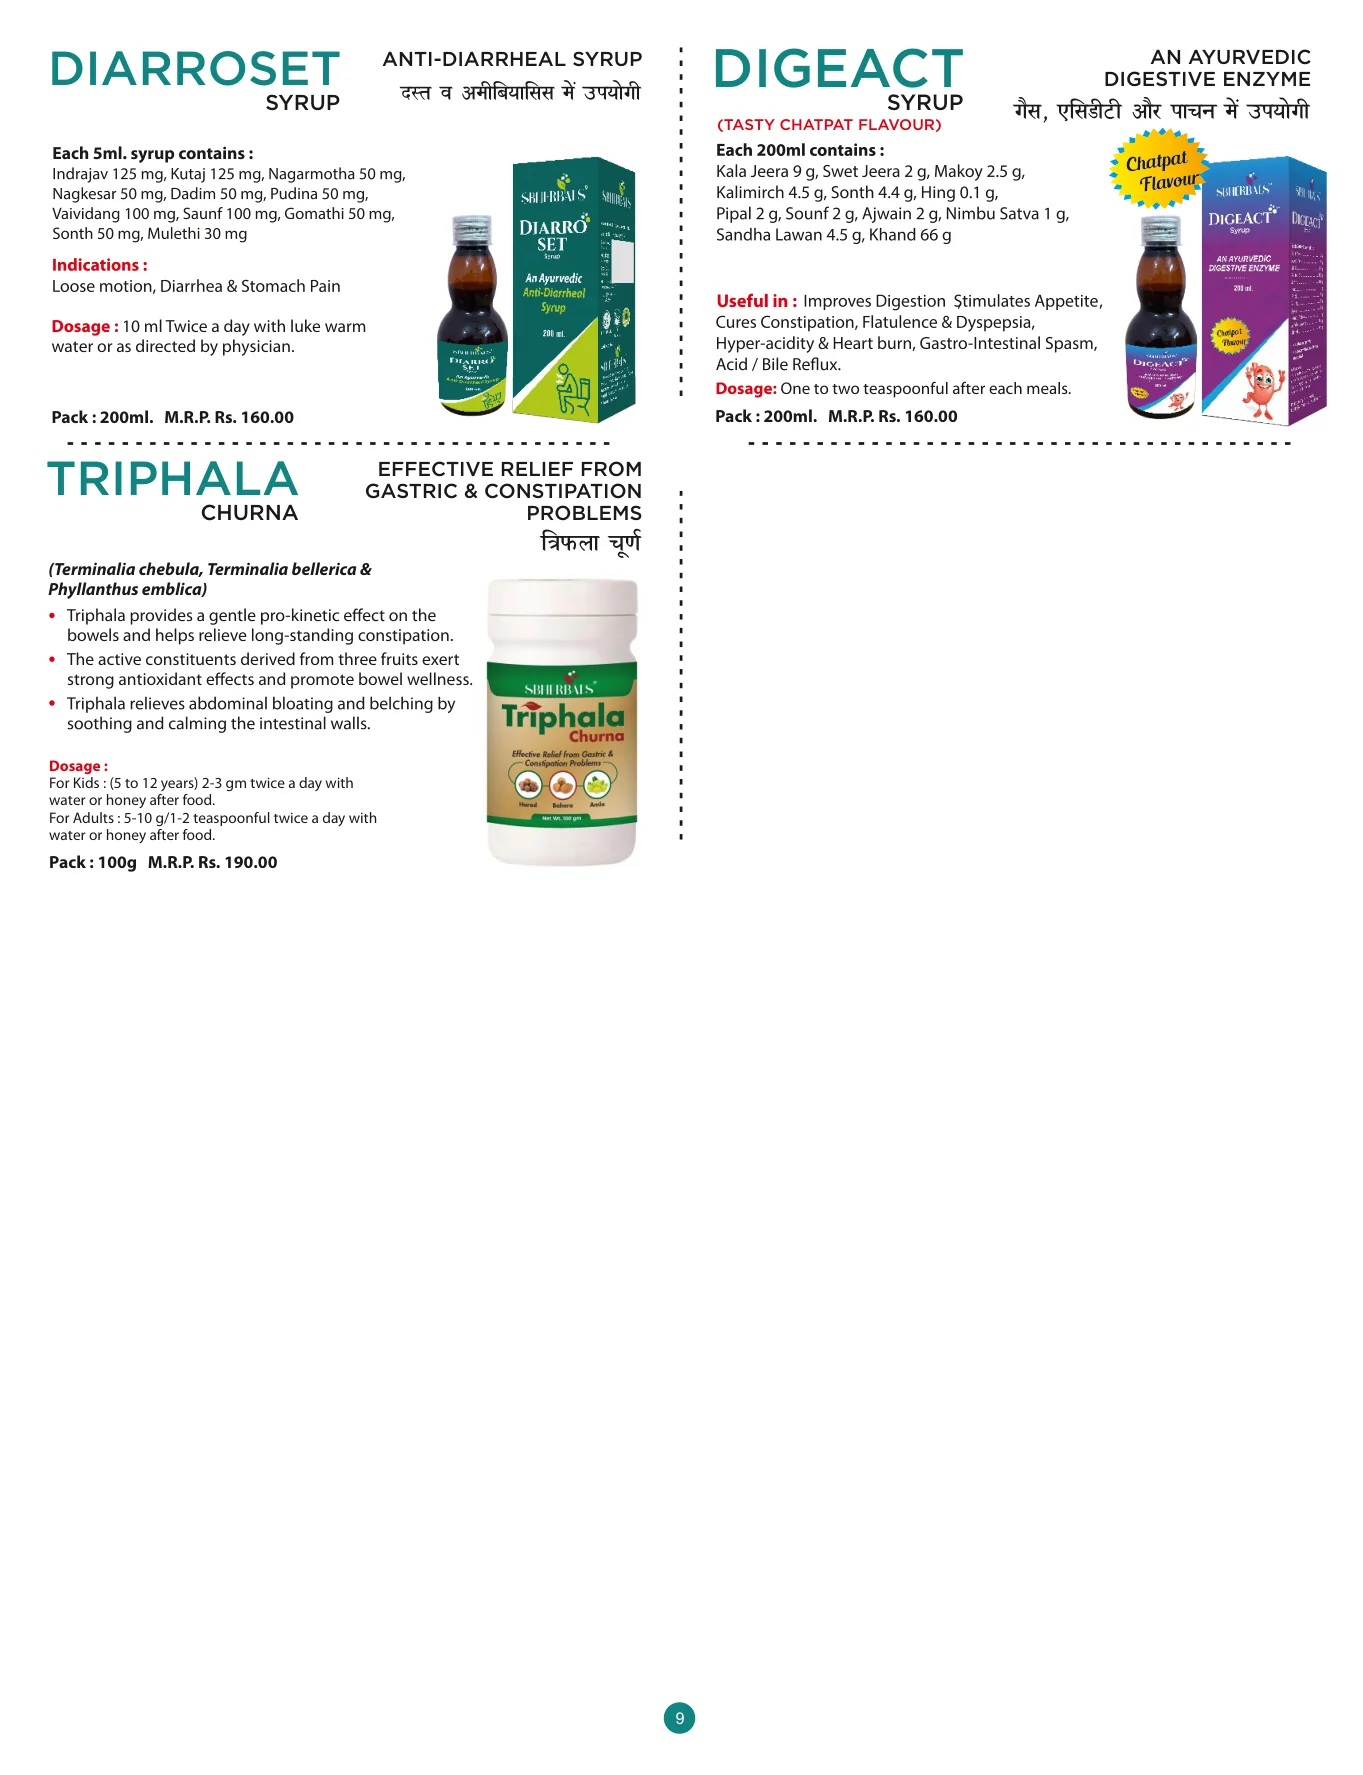 DIARROSET
SYRUP
ANTI-DIARRHEAL SYRUP
दस्त व अमीबियासिस में उपयोगी
Each 5ml. syrup contains :
Indrajav 125 mg, Kutaj 125 mg, Nagarmotha 50 mg,
Nagkesar 50 mg, Dadim 50 mg, Pudina 50 mg,
Vaividang 100 mg, Saunf 100 mg, Gomathi 50 mg,
Sonth 50 mg, Mulethi 30 mg
Indications :
Loose motion, Diarrhea & Stomach Pain
Dosage : 10 ml Twice a day with luke warm
water or as directed by physician.
Pack : 200ml. M.R.P. Rs. 160.00
SBHERBALS
DIARRO
SET
Syrup
An Ayurvedic
Anti-Diarrheal
Syrup
200 ml.
SBHERBALS
DIARRO
SET
An Ayurvedic
Anti-Diarrheal Syrup
DIGEACT
SYRUP
(TASTY CHATPAT FLAVOUR)
AN AYURVEDIC
DIGESTIVE ENZYME
गैस, एसिडीटी और पाचन में उपयोगी
Each 200ml contains :
Kala Jeera 9 g, Swet Jeera 2 g, Makoy 2.5 g,
Kalimirch 4.5 g, Sonth 4.4 g, Hing 0.1 g,
Pipal 2 g, Sounf 2 g, Ajwain 2 g, Nimbu Satva 1 g,
Sandha Lawan 4.5 g, Khand 66 g
Useful in : Improves Digestion Stimulates Appetite,
Cures Constipation, Flatulence & Dyspepsia,
Hyper-acidity & Heart burn, Gastro-Intestinal Spasm,
Acid / Bile Reflux.
Dosage: One to two teaspoonful after each meals.
Pack : 200ml. M.R.P. Rs. 160.00
Chatpat
Flavour
SBHERBALS
DIGEACT
Syrup
AN AYURVEDIC
DIGESTIVE ENZYME
200 ml.
Chatpat
Flavour
DIGEACT
SBHERBALS
DIGEACT
TRIPHALA
CHURNA
EFFECTIVE RELIEF FROM
GASTRIC & CONSTIPATION
PROBLEMS
त्रिफला चूर्ण
(Terminalia chebula, Terminalia bellerica &
Phyllanthus emblica)
• Triphala provides a gentle pro-kinetic effect on the
bowels and helps relieve long-standing constipation.
• The active constituents derived from three fruits exert
strong antioxidant effects and promote bowel wellness.
• Triphala relieves abdominal bloating and belching by
soothing and calming the intestinal walls.
Dosage :
For Kids : (5 to 12 years) 2-3 gm twice a day with
water or honey after food.
For Adults : 5-10 g/1-2 teaspoonful twice a day with
water or honey after food.
Pack : 100g M.R.P. Rs. 190.00
SBHERBALS
Triphala
Churna
Effective Relief from Gastric &
Constipation Problems
Harad Bahera Amla
Net Wt. 100 gm
9